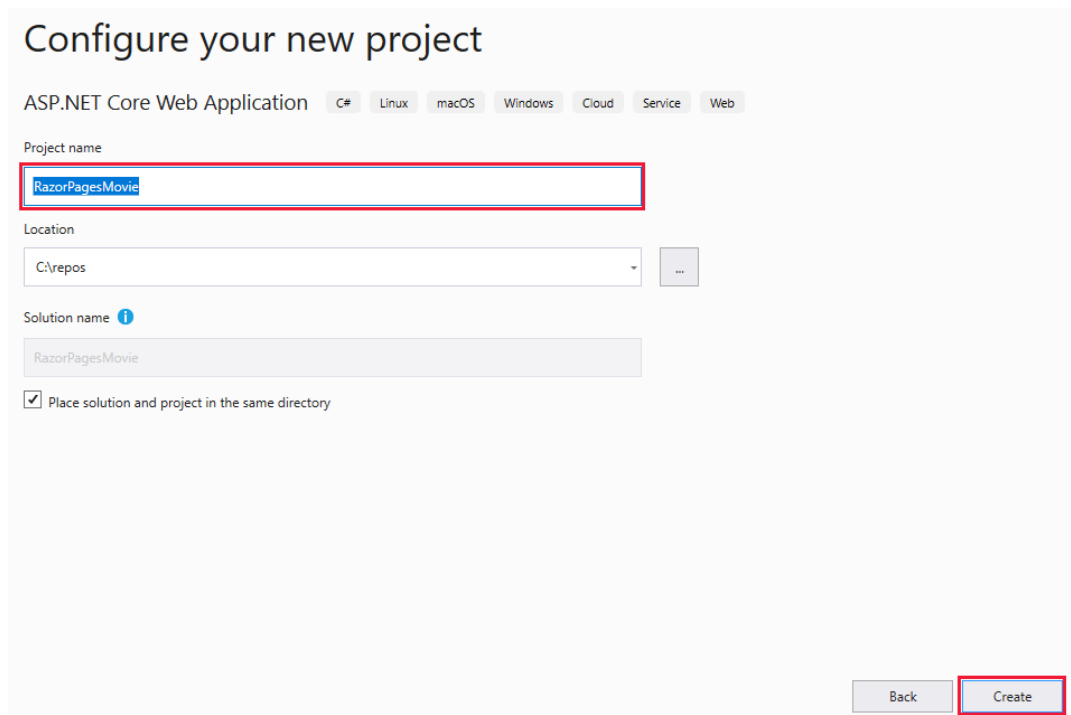 Configure your new project
ASP.NET Core Web Application C# Linux macOS Windows Cloud Service Web
Project name
RazorPagesMovie
Location
C:\repos
...
Solution name
RazorPagesMovie
Place solution and project in the same directory
Back Create